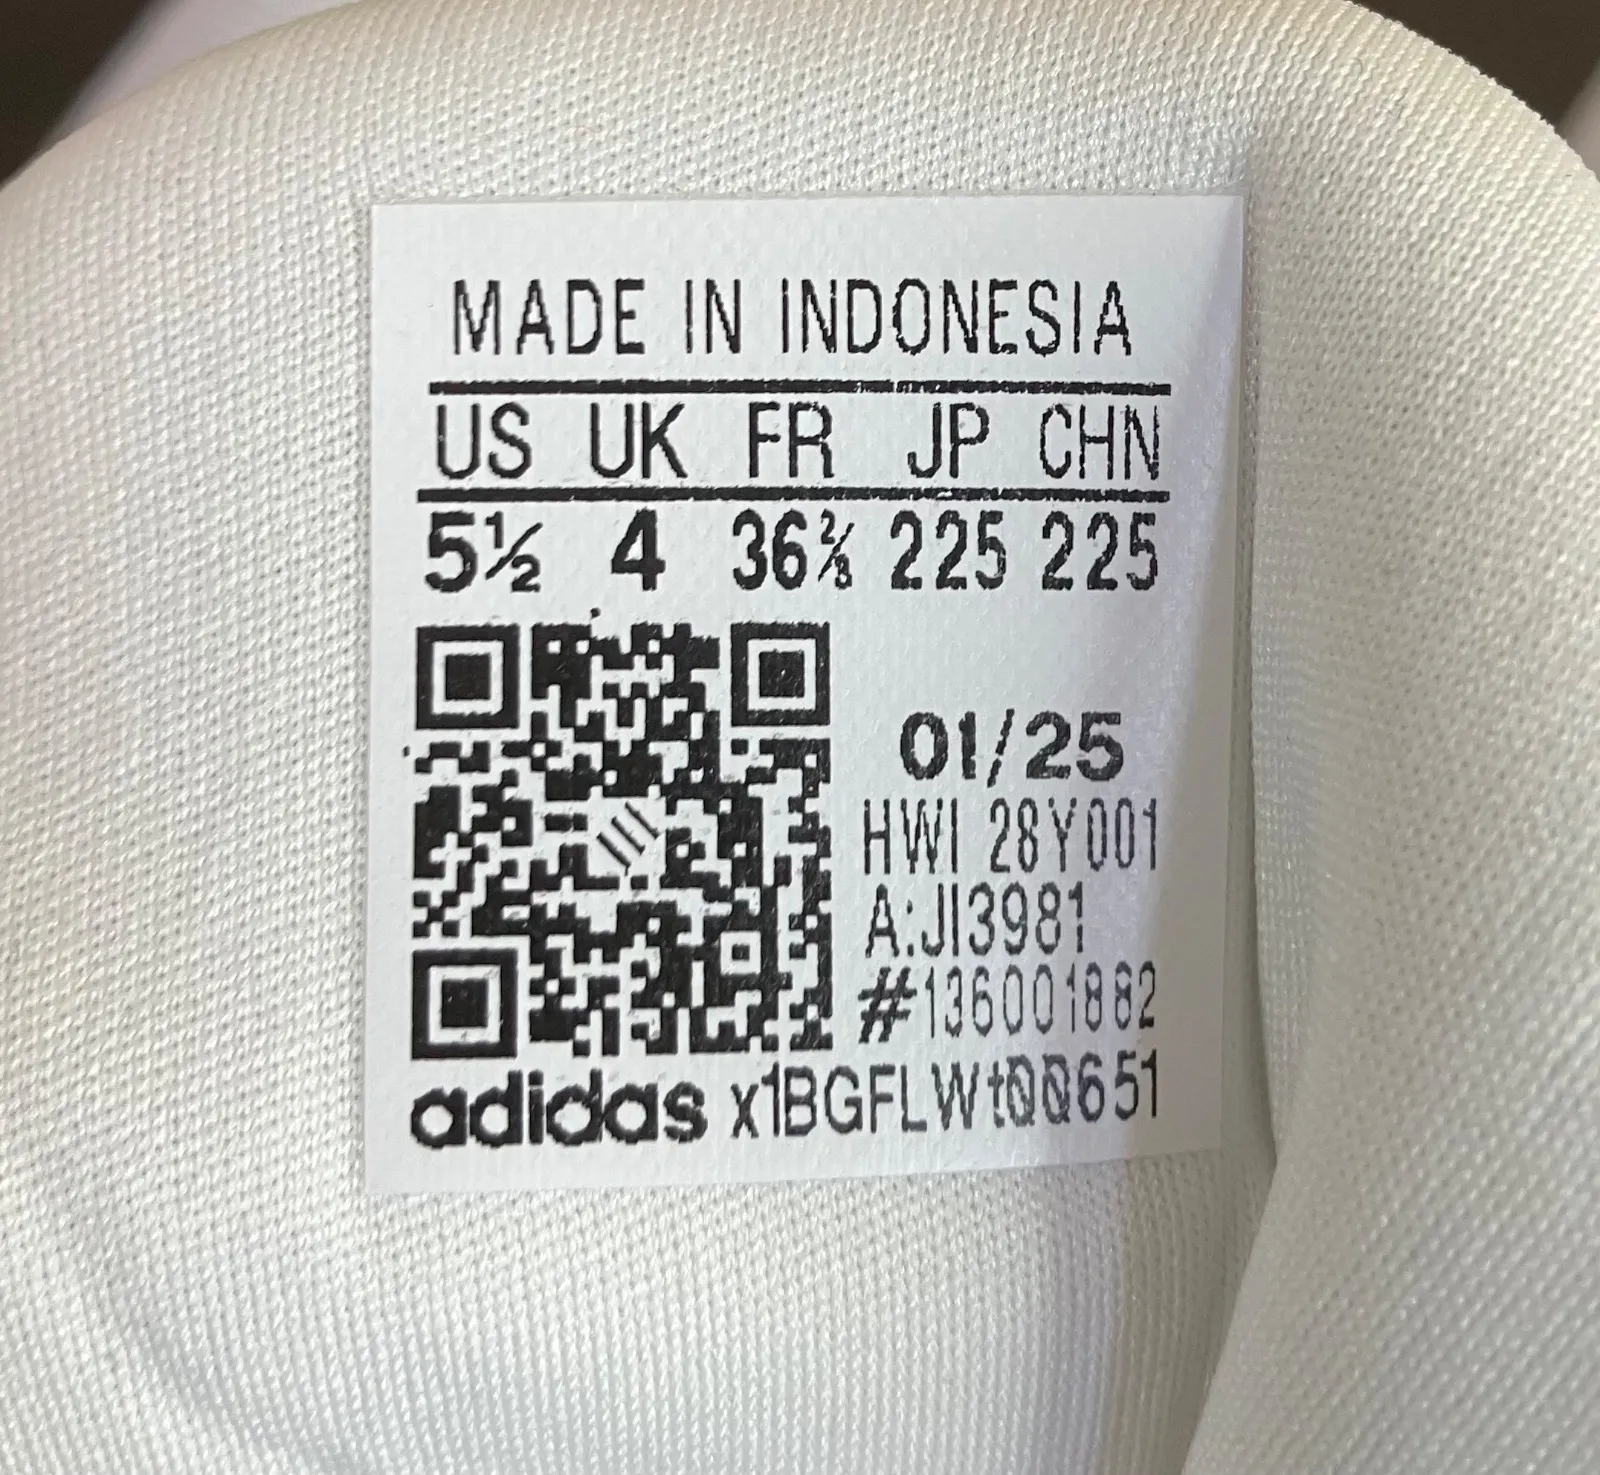 MADE IN INDONESIA
US UK FR JP CHN
5½ 4 36⅔ 225 225
01/25
HWI 28Y001
A:JI3981
#136001882
adidas x1BGFLWt00651